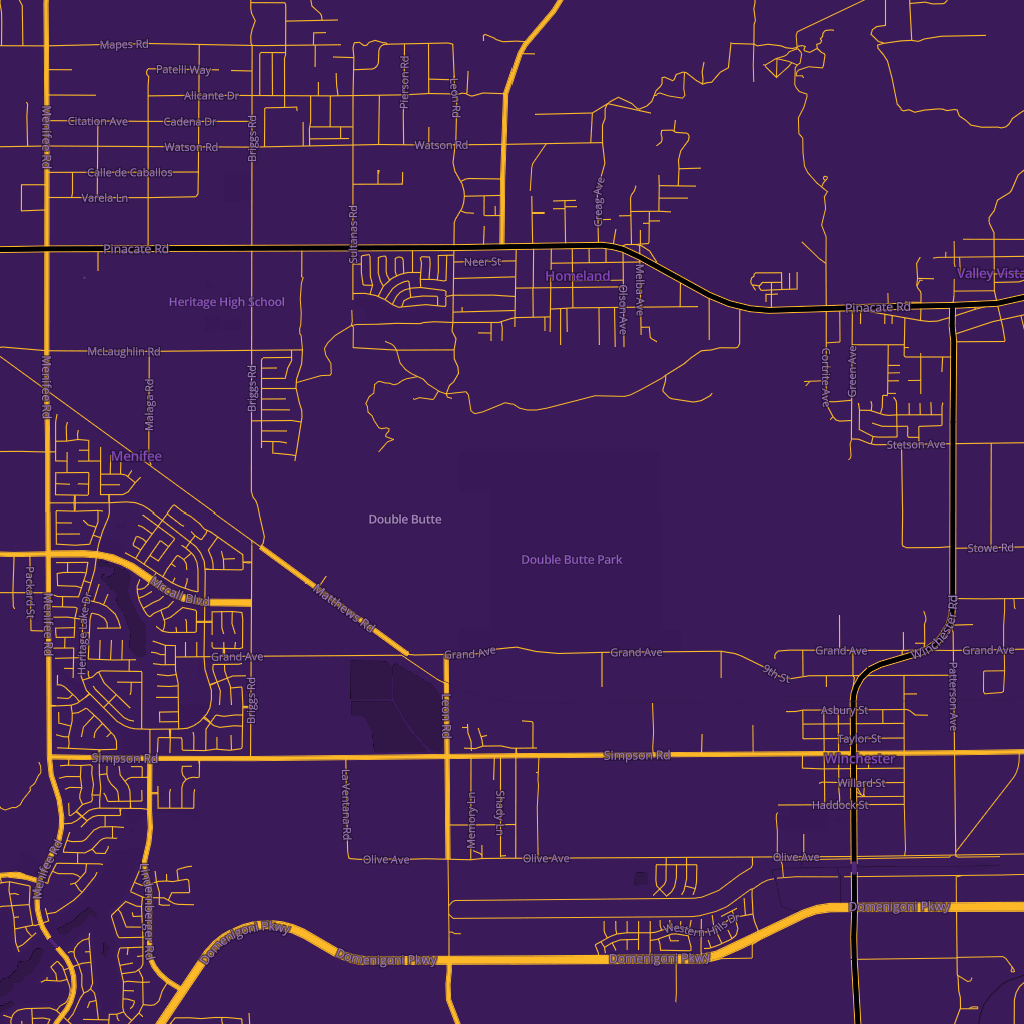 Mapes Rd
Patelli Way
Pierson Rd
Leon Rd
Alicante Dr
Menifee Rd
Citation Ave
Cadena Dr
Briggs Rd
Watson Rd
Watson Rd
Calle de Caballos
Varela Ln
Creag Ave
Sultanas Rd
Pinacate Rd
Neer St
Homeland
Melba Ave
Olson Ave
Valley Vista
Heritage High School
Pinacate Rd
McLaughlin Rd
Menifee Rd
Malaga Rd
Briggs Rd
Cortrite Ave
Green Ave
Stetson Ave
Menifee
Double Butte
Stowe Rd
Double Butte Park
Packard St
Menifee Rd
Heritage Lake Dr
Mccall Blvd
Matthews Rd
Winchester Rd
Grand Ave
Grand Ave
Grand Ave
Grand Ave
Grand Ave
9th St
Briggs Rd
Leon Rd
Patterson Ave
Asbury St
Taylor St
Simpson Rd
Simpson Rd
Winchester
Willard St
La Ventana Rd
Memory Ln
Shady Ln
Haddock St
Olive Ave
Olive Ave
Olive Ave
Menifee Rd
Lindenberger Rd
Domenigoni Pkwy
Western Hills Dr
Domenigoni Pkwy
Domenigoni Pkwy
Domenigoni Pkwy